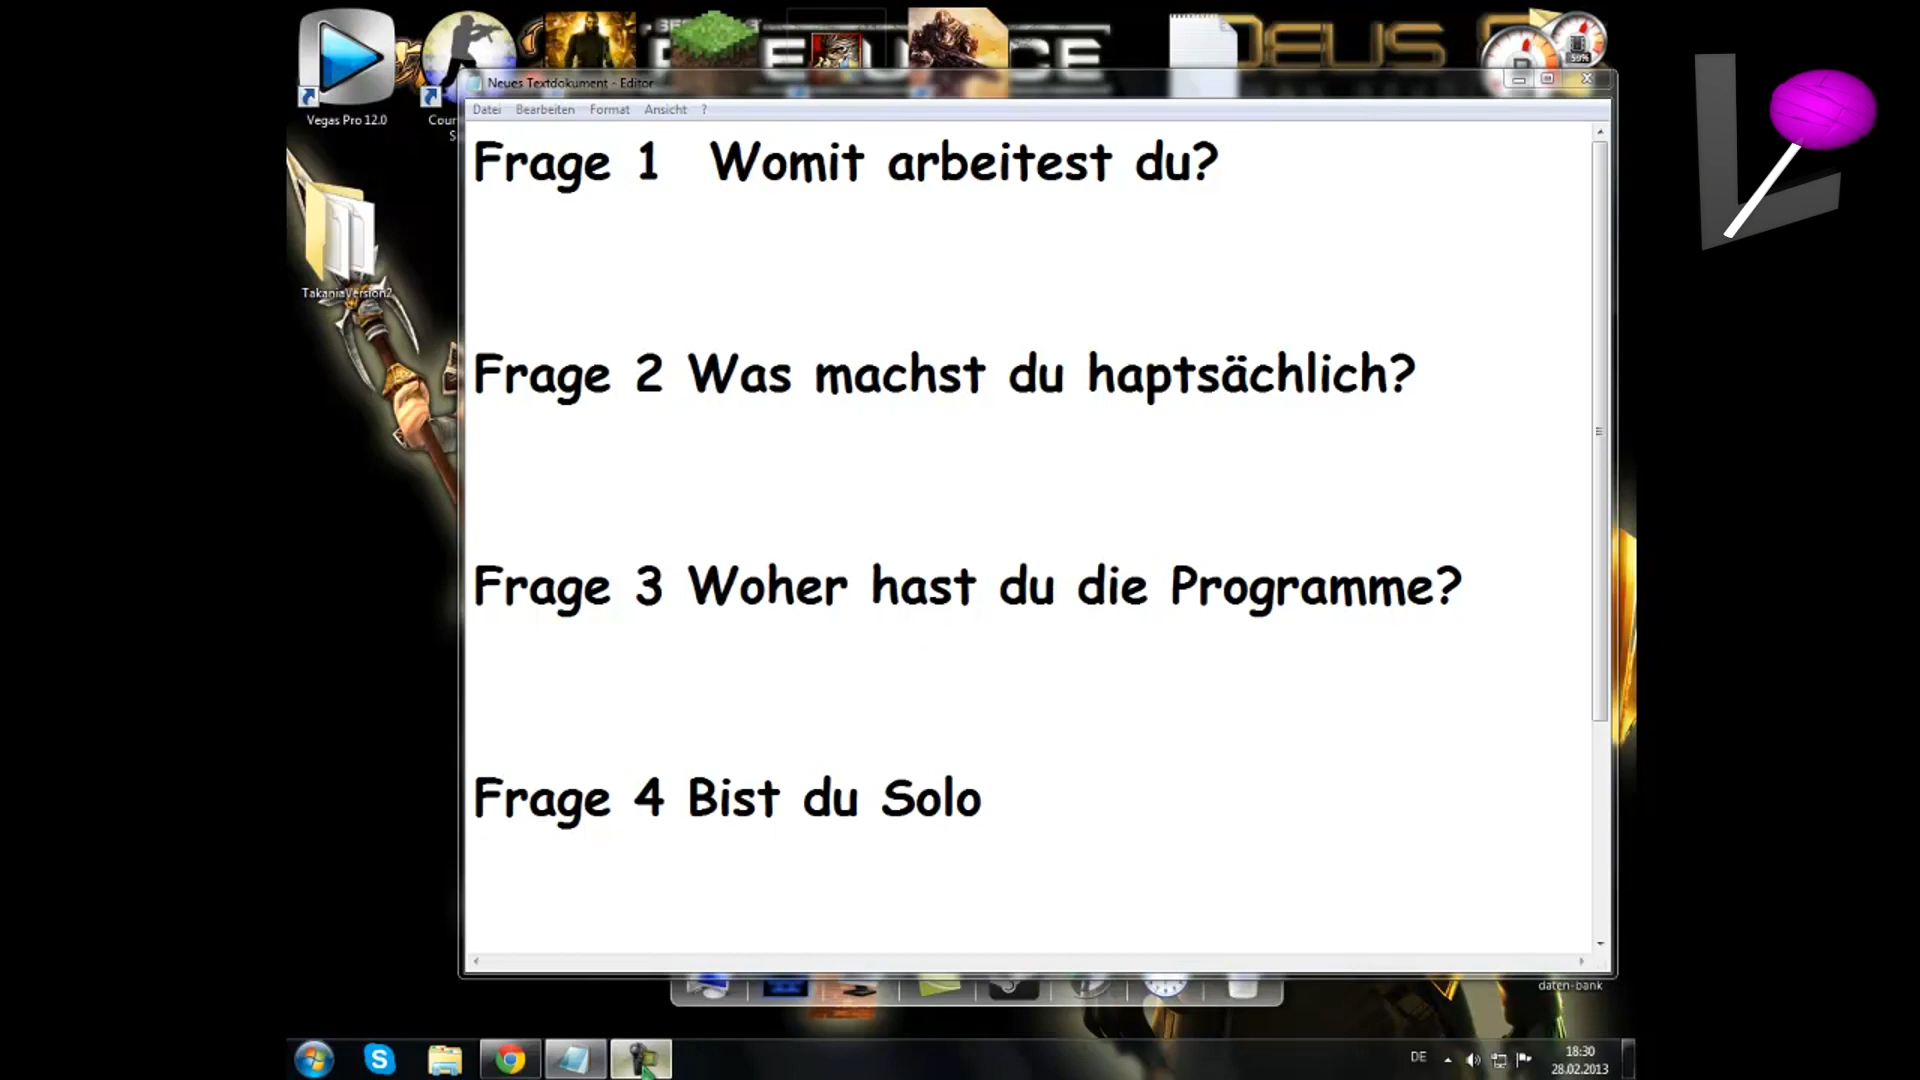 DEUS
Vegas Pro 12.0
Neues Textdokument - Editor
Datei Bearbeiten Format Ansicht ?
Frage 1 Womit arbeitest du?
TakaniaVersion2
Frage 2 Was machst du haptsächlich?
Frage 3 Woher hast du die Programme?
Frage 4 Bist du Solo
daten-bank
DE
18:30
28.02.2013